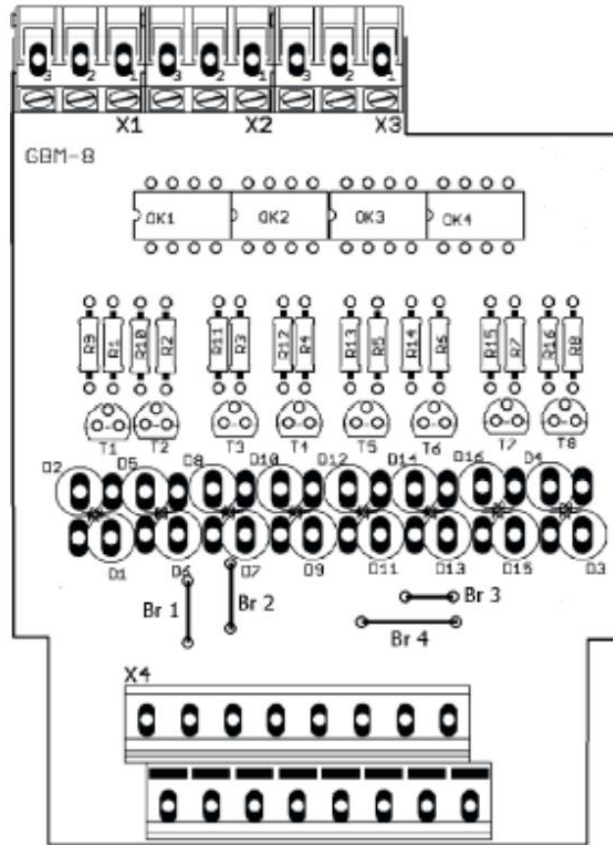 3 2 1 3 2 1 3 2 1
X1 X2 X3
GBM-8
OK1 OK2 OK3 OK4
R9 R1 R10 R2 R11 R3 R12 R4 R13 R5 R14 R6 R15 R7 R16 R8
T1 T2 T3 T4 T5 T6 T7 T8
D2 D5 D8 D10 D12 D14 D16 D4
D1 D6 D7 D9 D11 D13 D15 D3
Br 1 Br 2 Br 3
Br 4
X4